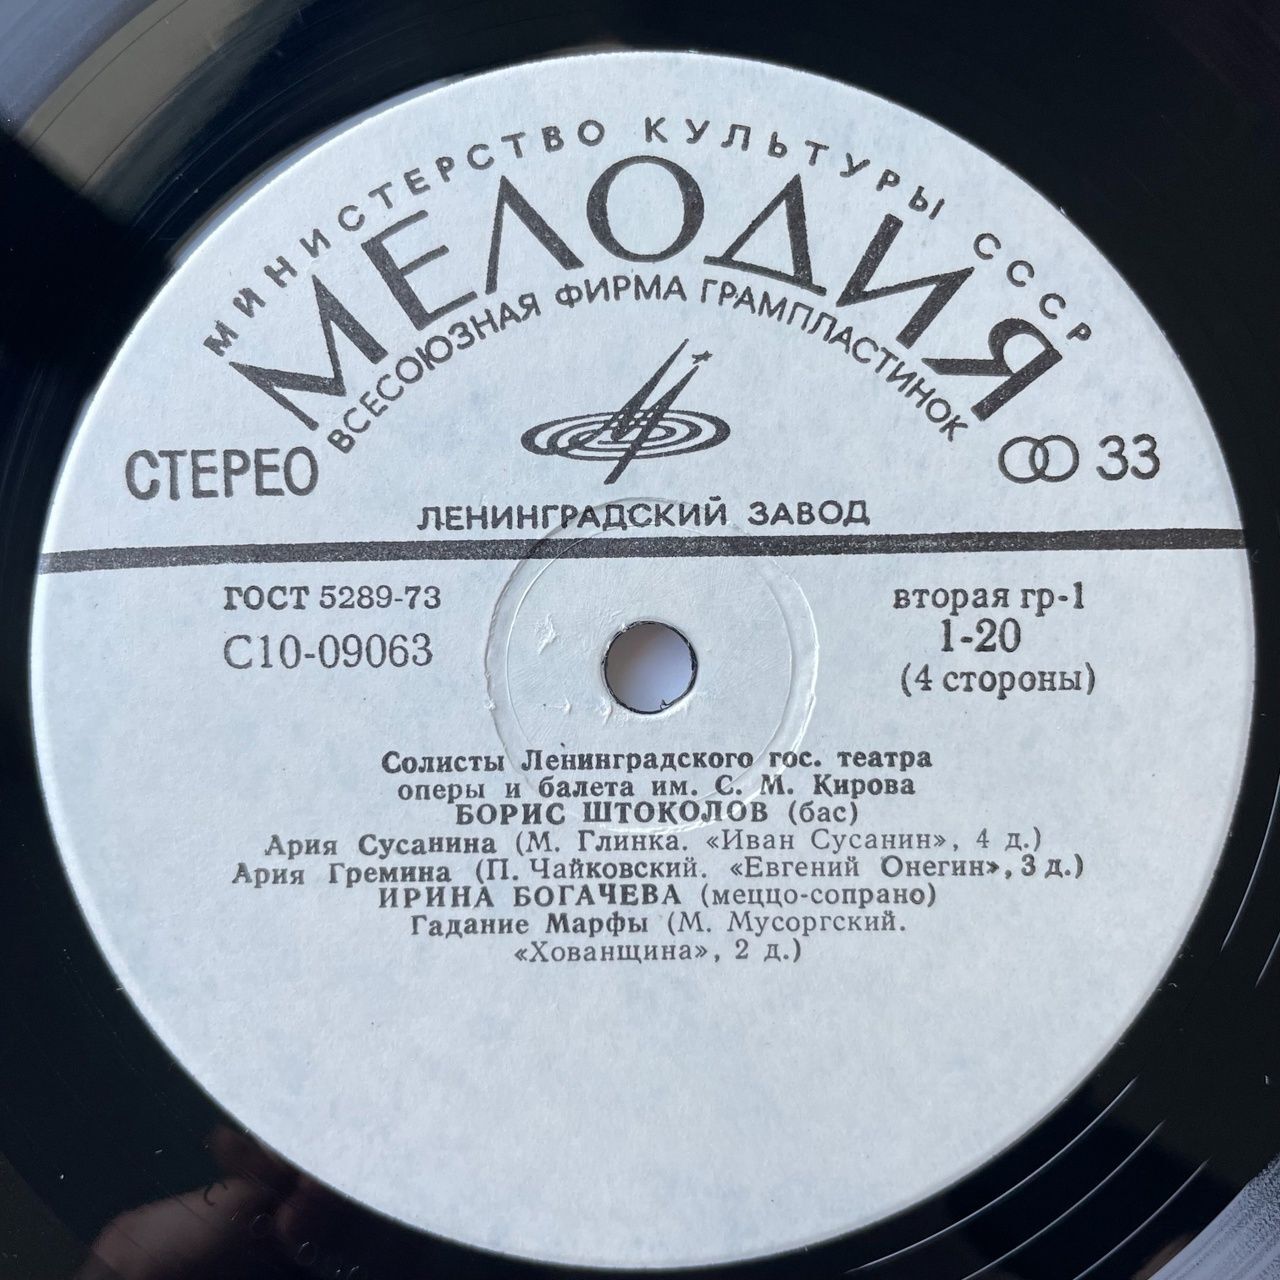 МИНИСТЕРСТВО КУЛЬТУРЫ СССР
МЕЛОДИЯ
ВСЕСОЮЗНАЯ ФИРМА ГРАМПЛАСТИНОК
СТЕРЕО
33
ЛЕНИНГРАДСКИЙ ЗАВОД
ГОСТ 5289-73
вторая гр-1
С10-09063
1-20
(4 стороны)
Солисты Ленинградского гос. театра
оперы и балета им. С. М. Кирова
БОРИС ШТОКОЛОВ (бас)
Ария Сусанина (М. Глинка. «Иван Сусанин», 4 д.)
Ария Гремина (П. Чайковский. «Евгений Онегин», 3 д.)
ИРИНА БОГАЧЕВА (меццо-сопрано)
Гадание Марфы (М. Мусоргский.
«Хованщина», 2 д.)